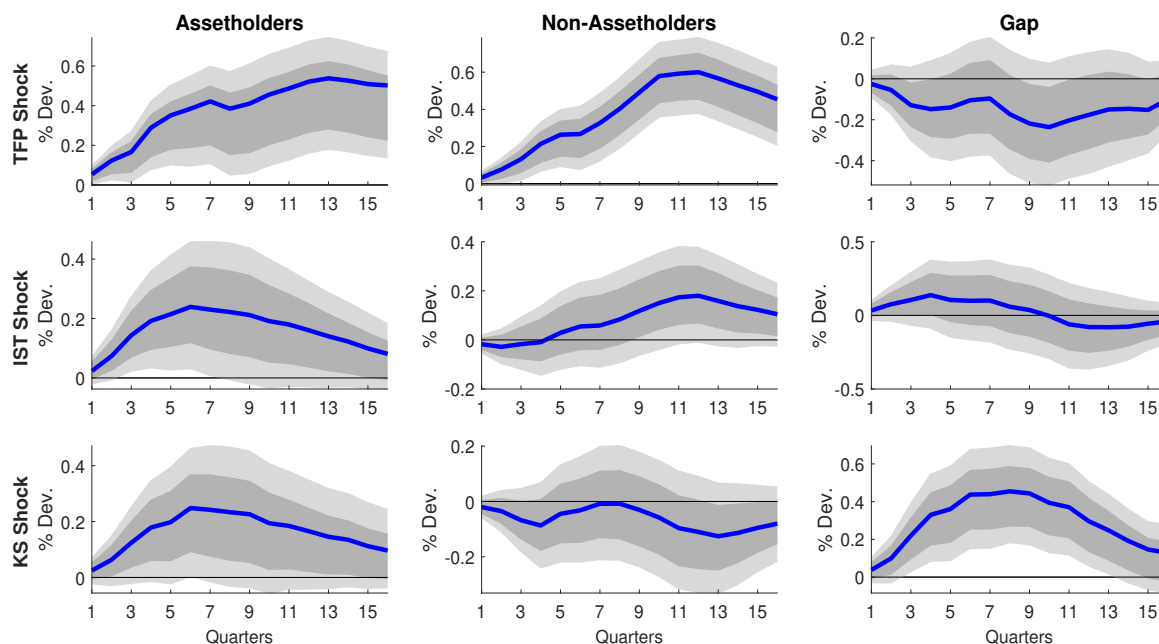 Assetholders
Non-Assetholders
Gap
TFP Shock
% Dev.
0.6
0.4
0.2
0
1 3 5 7 9 11 13 15
% Dev.
0.6
0.4
0.2
0
1 3 5 7 9 11 13 15
% Dev.
0.2
0
-0.2
-0.4
1 3 5 7 9 11 13 15
IST Shock
% Dev.
0.4
0.2
0
1 3 5 7 9 11 13 15
% Dev.
0.4
0.2
0
-0.2
1 3 5 7 9 11 13 15
% Dev.
0.5
0
-0.5
1 3 5 7 9 11 13 15
KS Shock
% Dev.
0.4
0.2
0
1 3 5 7 9 11 13 15
Quarters
% Dev.
0.2
0
-0.2
1 3 5 7 9 11 13 15
Quarters
% Dev.
0.6
0.4
0.2
0
1 3 5 7 9 11 13 15
Quarters